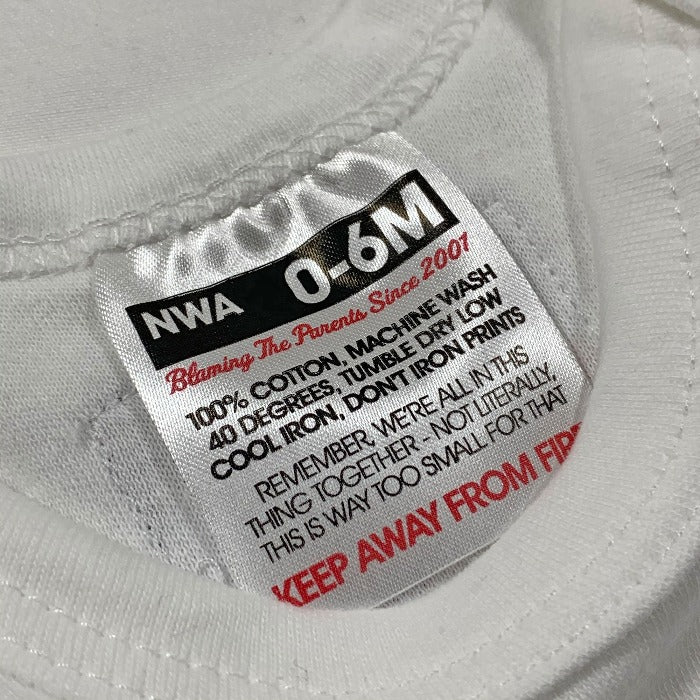 NWA 0-6M
Blaming The Parents Since 2001
100% COTTON, MACHINE WASH
40 DEGREES, TUMBLE DRY LOW
COOL IRON, DON'T IRON PRINTS
REMEMBER, WE'RE ALL IN THIS
THING TOGETHER - NOT LITERALLY,
THIS IS WAY TOO SMALL FOR THAT
KEEP AWAY FROM FIRE